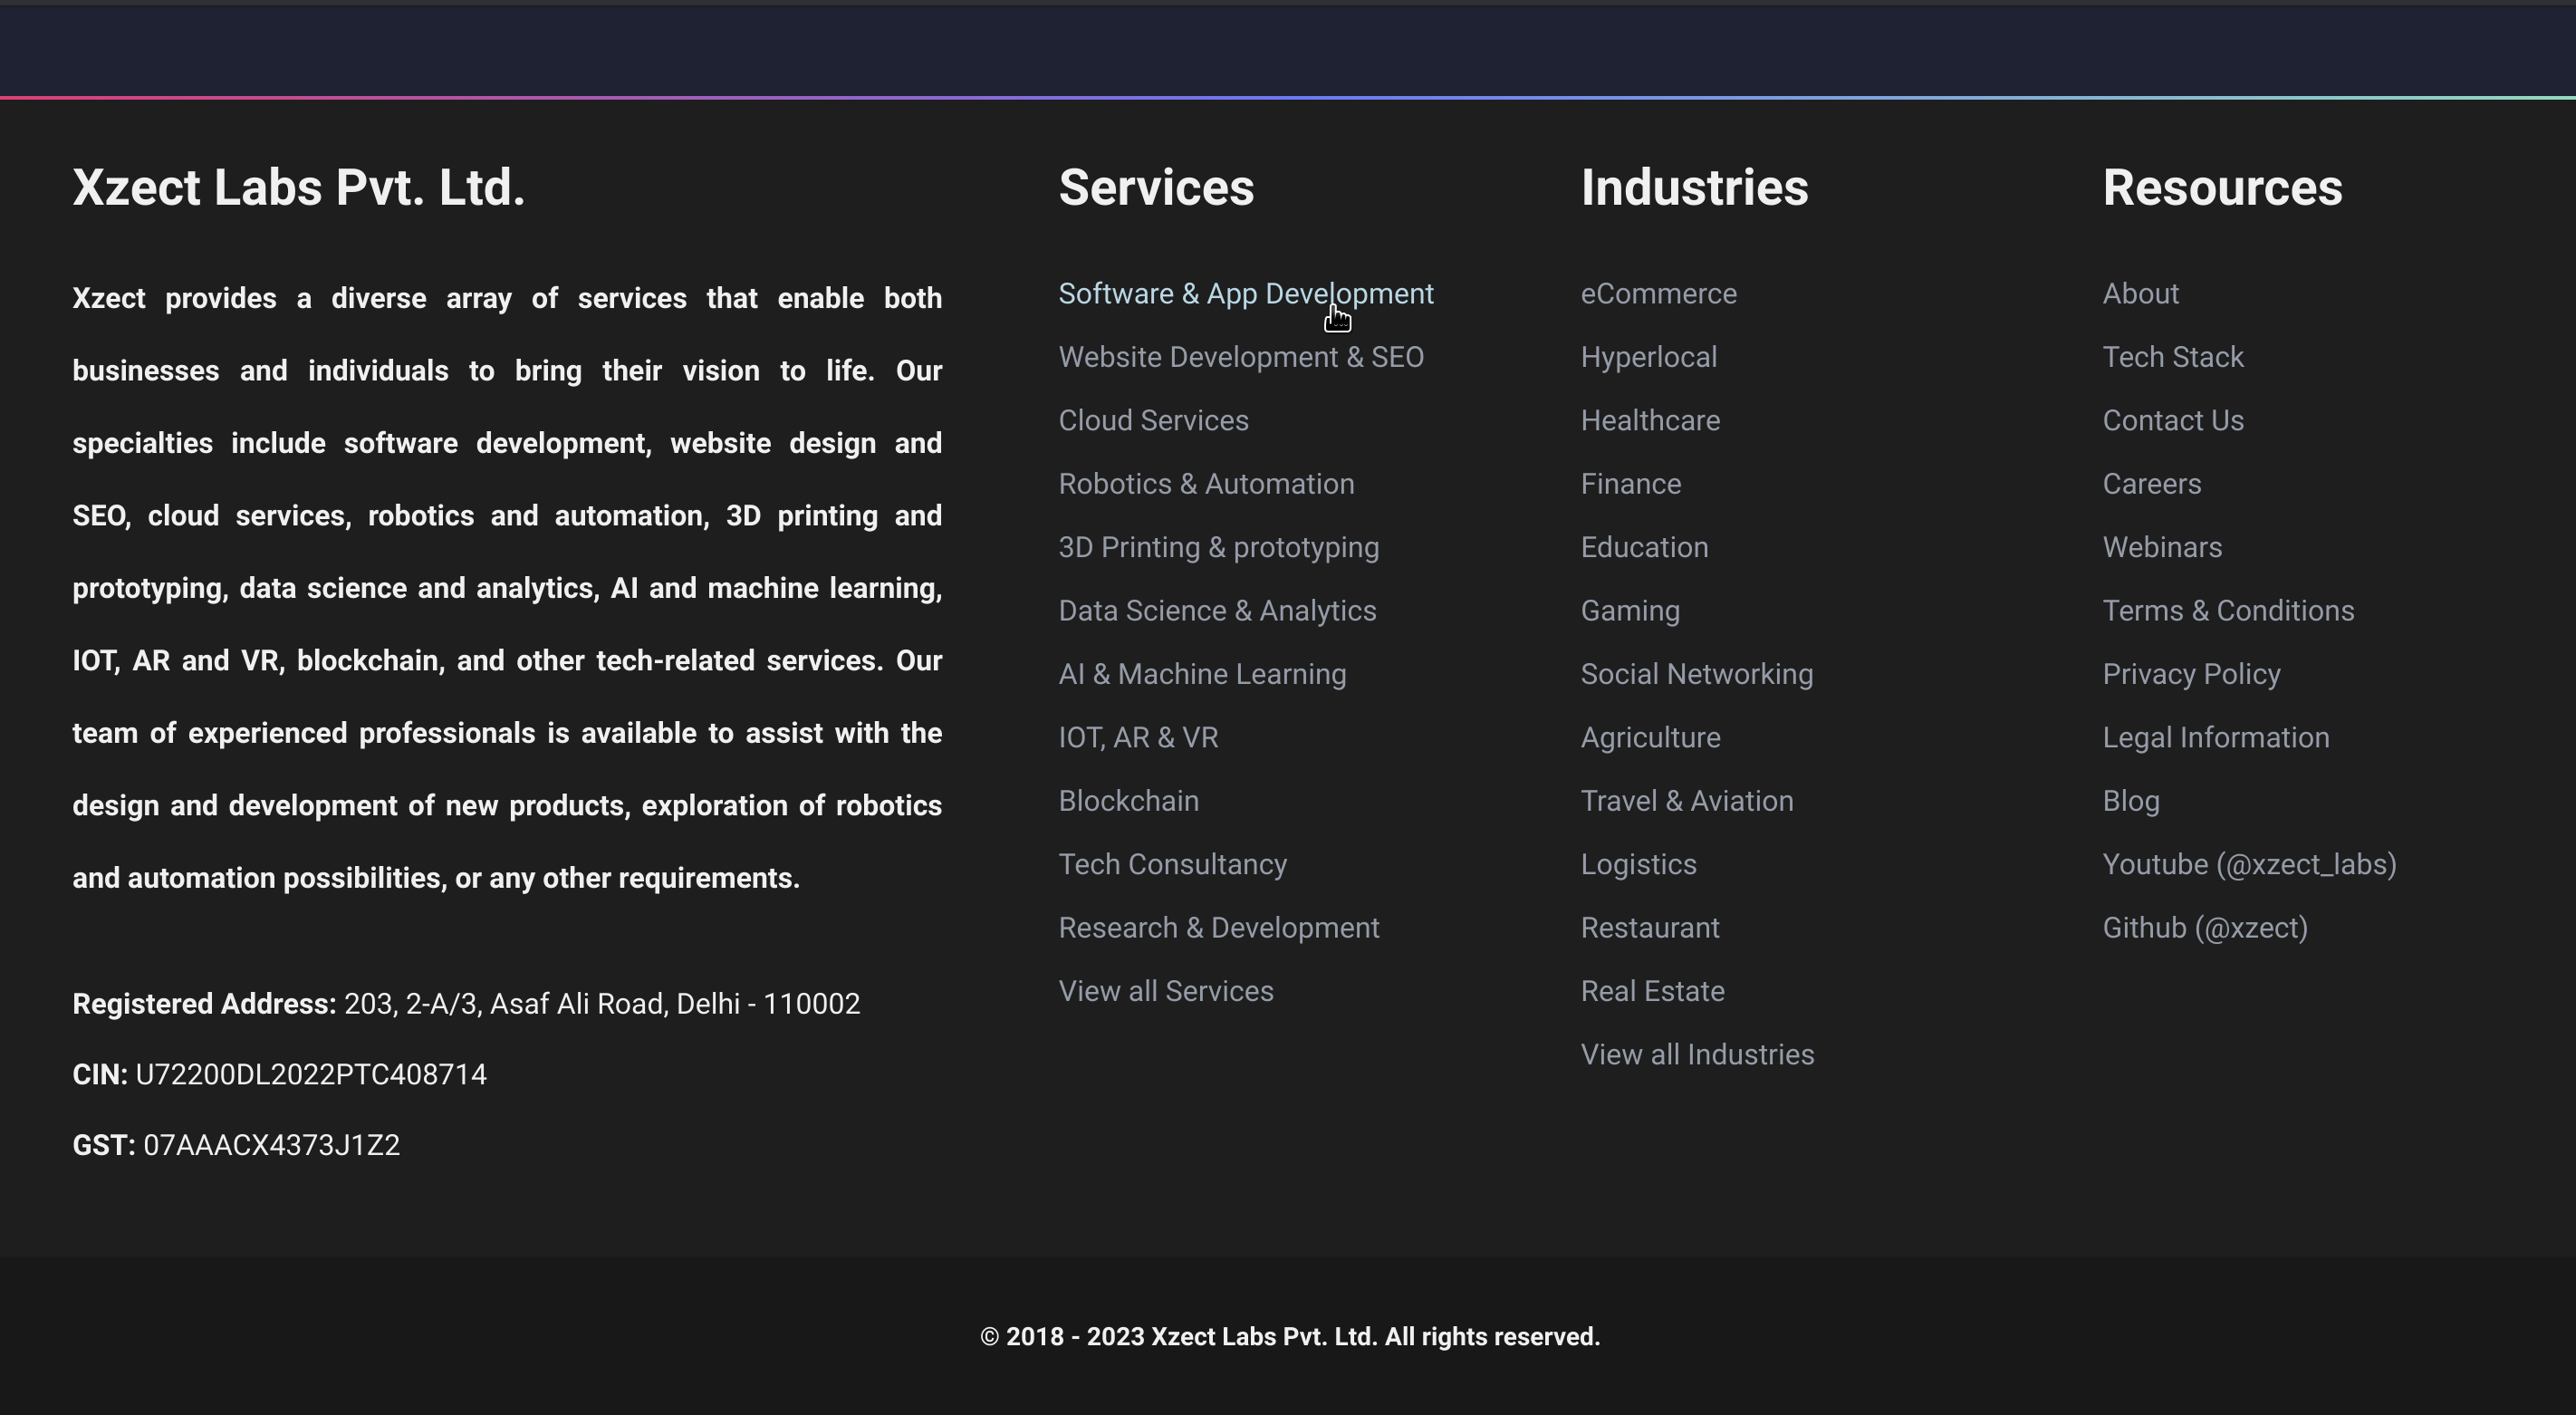 Xzect Labs Pvt. Ltd.
Xzect provides a diverse array of services that enable both
businesses and individuals to bring their vision to life. Our
specialties include software development, website design and
SEO, cloud services, robotics and automation, 3D printing and
prototyping, data science and analytics, AI and machine learning,
IOT, AR and VR, blockchain, and other tech-related services. Our
team of experienced professionals is available to assist with the
design and development of new products, exploration of robotics
and automation possibilities, or any other requirements.
Registered Address: 203, 2-A/3, Asaf Ali Road, Delhi - 110002
CIN: U72200DL2022PTC408714
GST: 07AAACX4373J1Z2
Services
Software & App Development
Website Development & SEO
Cloud Services
Robotics & Automation
3D Printing & prototyping
Data Science & Analytics
AI & Machine Learning
IOT, AR & VR
Blockchain
Tech Consultancy
Research & Development
View all Services
Industries
eCommerce
Hyperlocal
Healthcare
Finance
Education
Gaming
Social Networking
Agriculture
Travel & Aviation
Logistics
Restaurant
Real Estate
View all Industries
Resources
About
Tech Stack
Contact Us
Careers
Webinars
Terms & Conditions
Privacy Policy
Legal Information
Blog
Youtube (@xzect_labs)
Github (@xzect)
© 2018 - 2023 Xzect Labs Pvt. Ltd. All rights reserved.